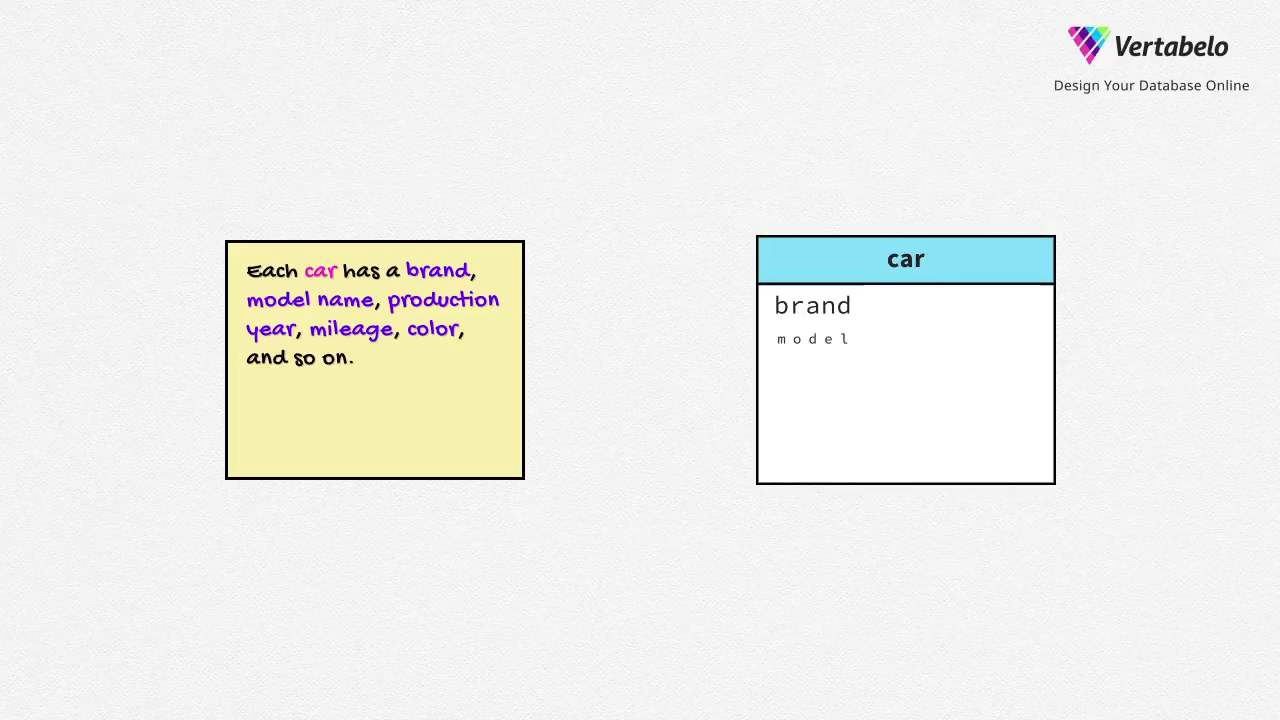 Vertabelo
Design Your Database Online
Each car has a brand,
model name, production
year, mileage, color,
and so on.
car
brand
model